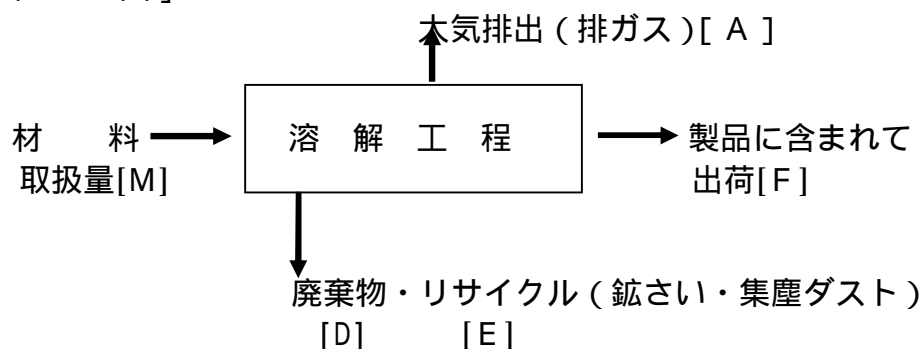 大気排出（排ガス）[ A ]
材　　料
取扱量[M]
溶　解　工　程
製品に含まれて
出荷[F]
廃棄物・リサイクル（鉱さい・集塵ダスト）
[D]　　　[E]